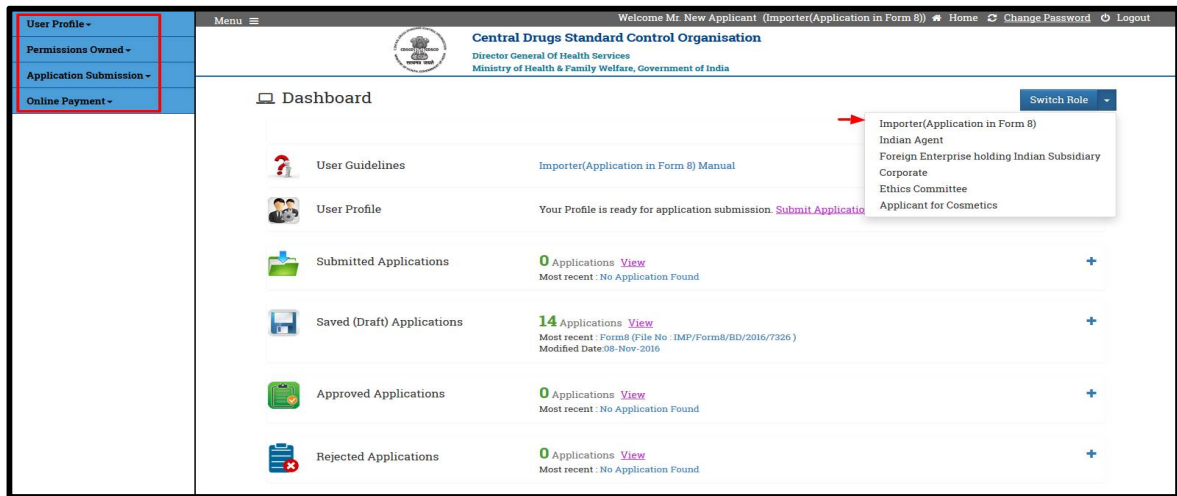 User Profile
Permissions Owned
Application Submission
Online Payment
Menu
Welcome Mr. New Applicant (Importer(Application in Form 8)) Home Change Password Logout
Central Drugs Standard Control Organisation
Director General Of Health Services
Ministry of Health & Family Welfare, Government of India
Dashboard
Switch Role
Importer(Application in Form 8)
Indian Agent
Foreign Enterprise holding Indian Subsidiary
Corporate
Ethics Committee
Applicant for Cosmetics
User Guidelines
Importer(Application in Form 8) Manual
User Profile
Your Profile is ready for application submission. Submit Applicatio
Submitted Applications
0 Applications View
Most recent : No Application Found
Saved (Draft) Applications
14 Applications View
Most recent : Form8 (File No : IMP/Form8/BD/2016/7326 )
Modified Date:08-Nov-2016
Approved Applications
0 Applications View
Most recent : No Application Found
Rejected Applications
0 Applications View
Most recent : No Application Found